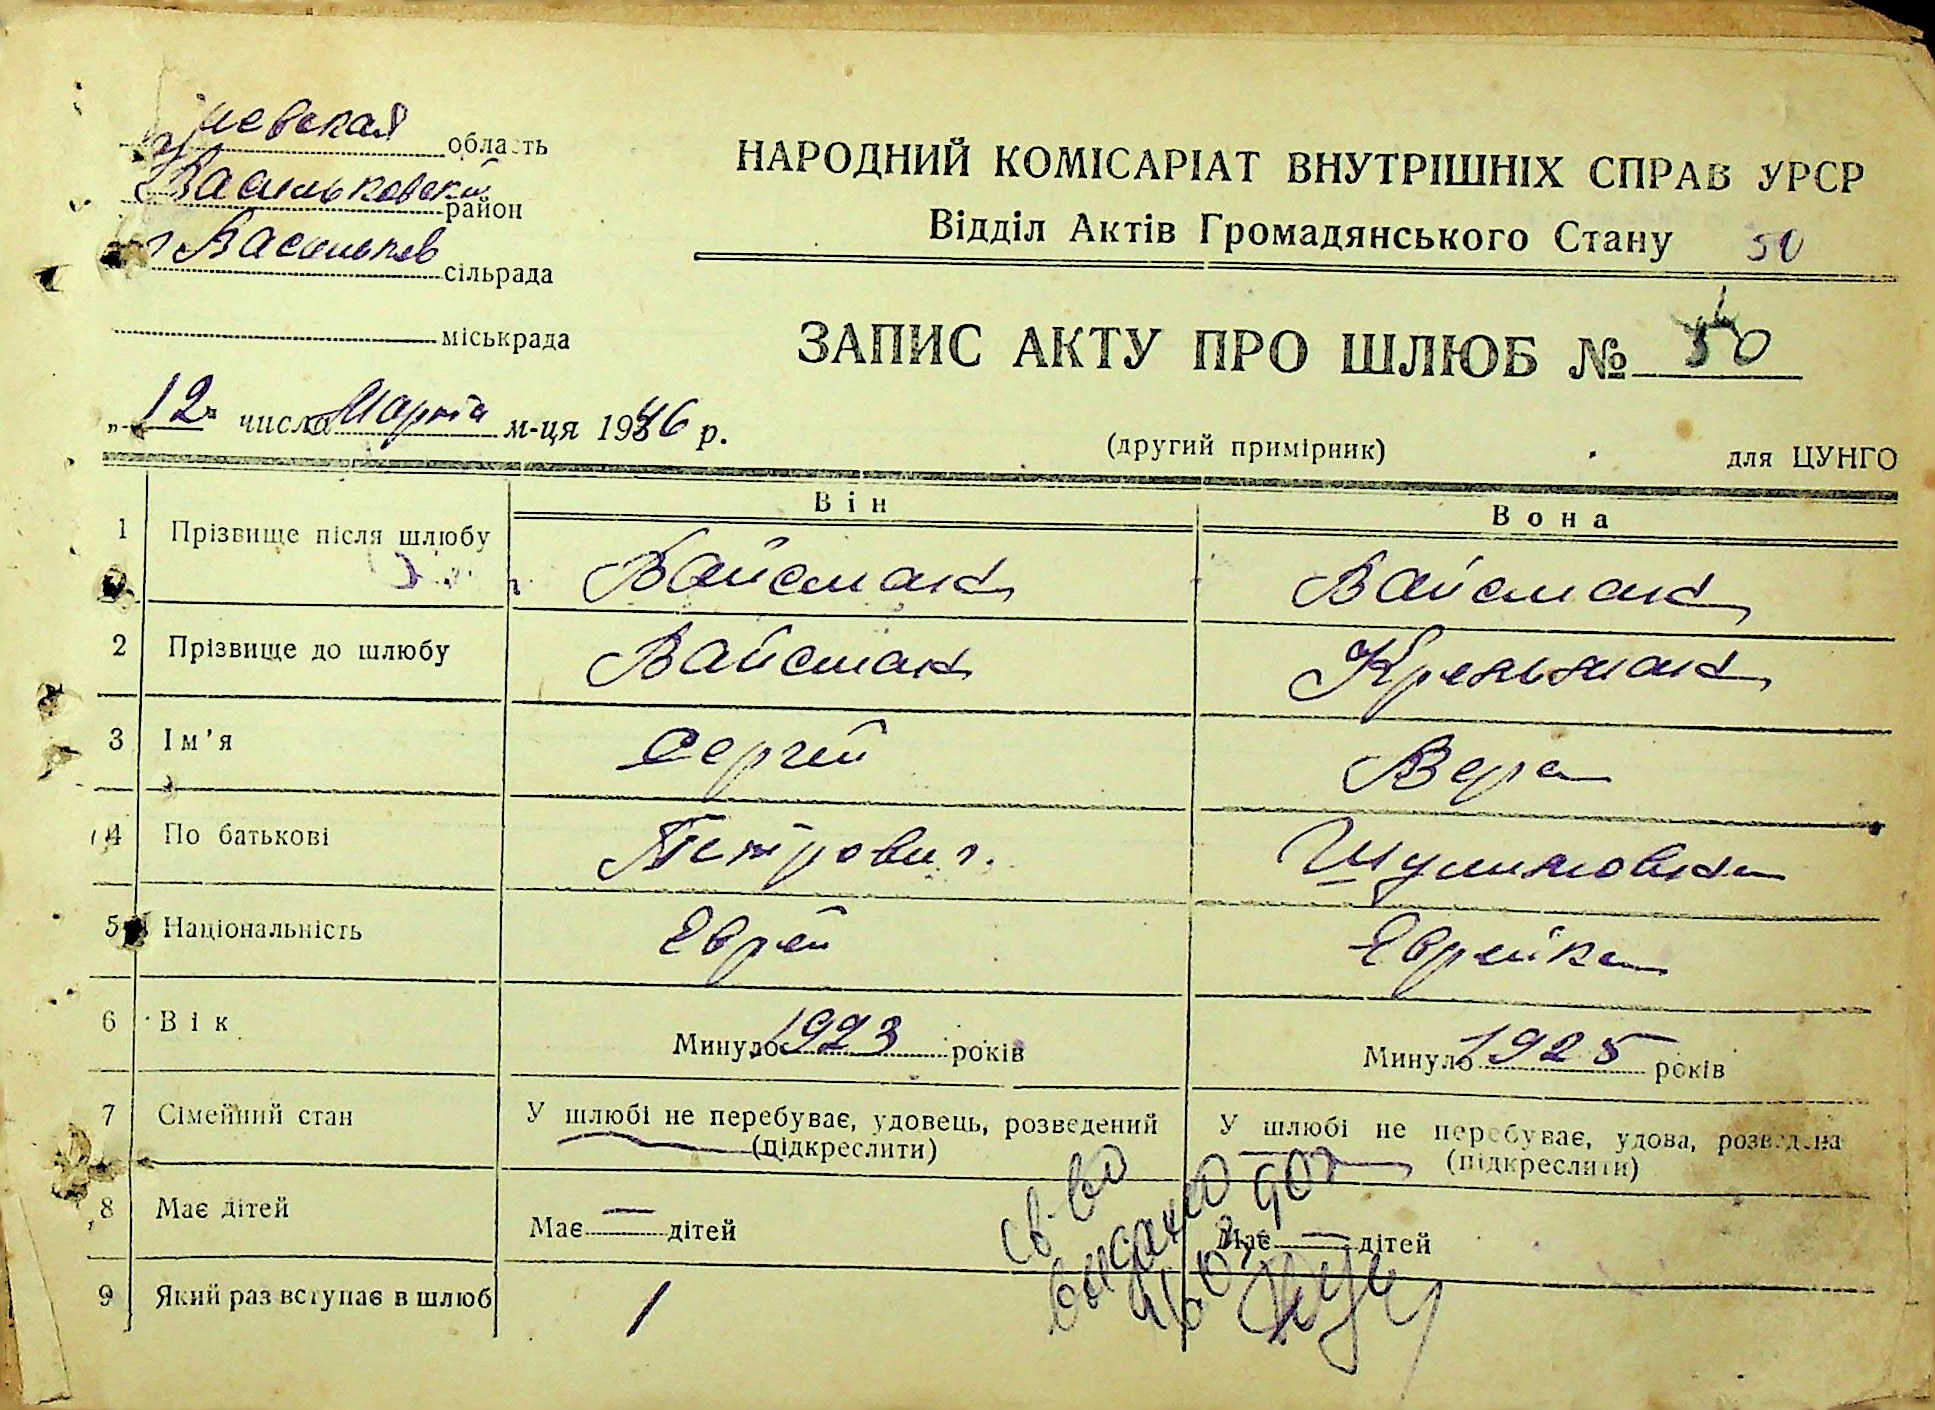 Киевская область
Васильковский район
г Васильков сільрада
міськрада
НАРОДНИЙ КОМІСАРІАТ ВНУТРІШНІХ СПРАВ УРСР
Відділ Актів Громадянського Стану 50
ЗАПИС АКТУ ПРО ШЛЮБ № 50
„ 12 число Марта м-ця 1946 р.
(другий примірник) для ЦУНГО
Він Вона
1 Прізвище після шлюбу Вайсман Вайсман
2 Прізвище до шлюбу Вайсман
3 Ім'я Сергей Вера
4 По батькові Петрович Шулимовна
5 Національність Еврей Еврейка
6 Вік Минуло 1923 років Минуло 1925 років
7 Сімейний стан У шлюбі не перебуває, удовець, розведений У шлюбі не перебуває, удова, розведена
(підкреслити) (підкреслити)
8 Має дітей Має — дітей Має — дітей
9 Який раз вступає в шлюб 1
св-во